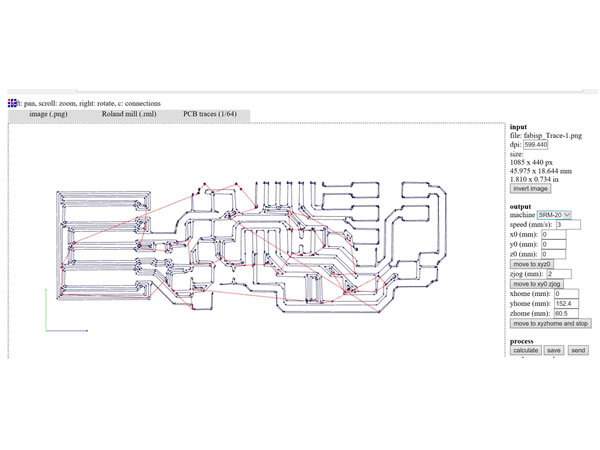 lt: pan, scroll: zoom, right: rotate, c: connections
image (.png) Roland mill (.rml) PCB traces (1/64)
input
file: fabisp_Trace-1.png
dpi: 599.440
size:
1085 x 440 px
45.975 x 18.644 mm
1.810 x 0.734 in
invert image
output
machine SRM-20
speed (mm/s): 3
x0 (mm): 0
y0 (mm): 0
z0 (mm): 0
move to xyz0
zjog (mm): 2
move to xy0 zjog
xhome (mm): 0
yhome (mm): 152.4
zhome (mm): 60.5
move to xyzhome and stop
process
calculate save send